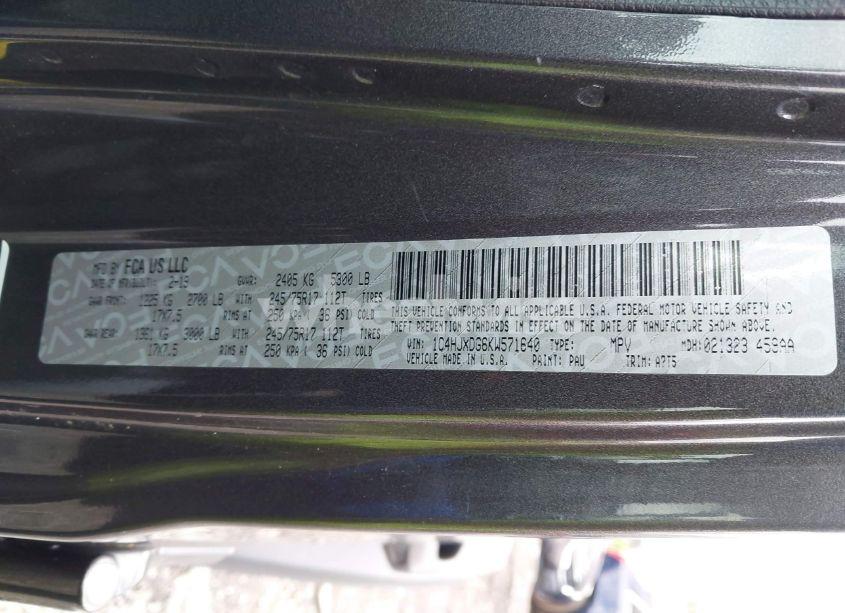 MFD BY FCA US LLC
DATE OF MFR/BUILT: 2-19 GVWR: 2405 KG 5300 LB
GAWR FRONT: 1225 KG 2700 LB WITH 245/75R17 112T TIRES
17X7.5 RIMS AT 250 KPA( 36 PSI) COLD
GAWR REAR: 1361 KG 3000 LB WITH 245/75R17 112T TIRES
17X7.5 RIMS AT 250 KPA( 36 PSI) COLD
THIS VEHICLE CONFORMS TO ALL APPLICABLE U.S.A. FEDERAL MOTOR VEHICLE SAFETY AND
THEFT PREVENTION STANDARDS IN EFFECT ON THE DATE OF MANUFACTURE SHOWN ABOVE.
VIN: 1C4HJXDG6KW571640 TYPE: MPV MDH: 021323 459AA
VEHICLE MADE IN U.S.A. PAINT: PAU TRIM: A7T5